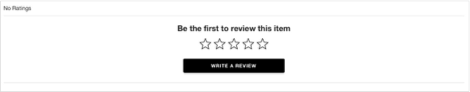 No Ratings
Be the first to review this item
WRITE A REVIEW